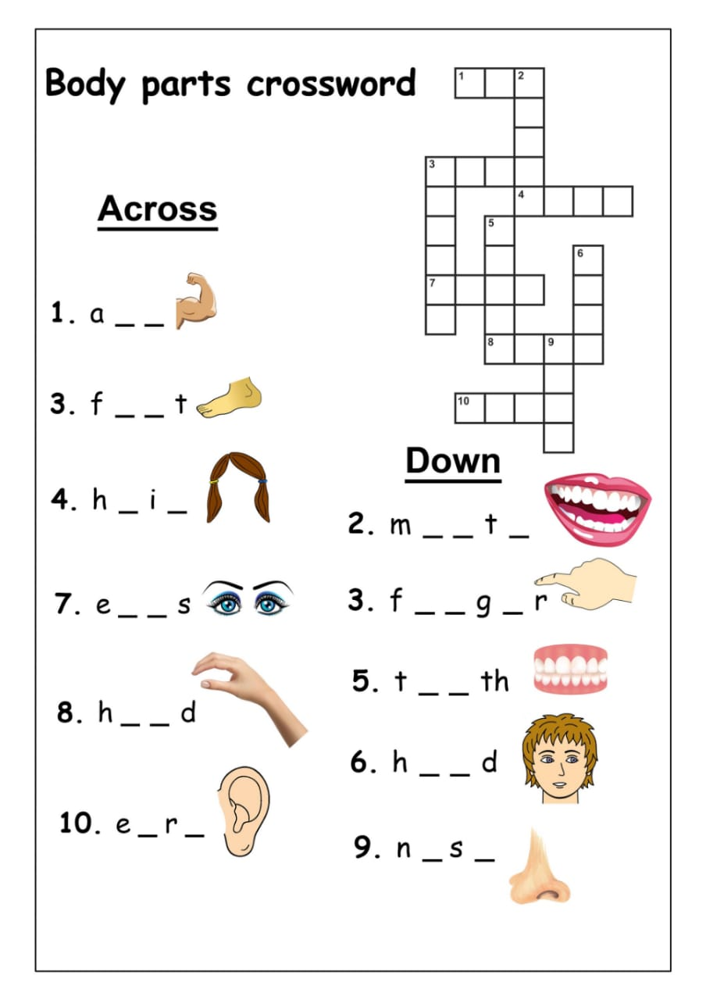 Body parts crossword
1 2
3
4
5
6
7
8 9
10
Across
1. a _ _
3. f _ _ t
4. h _ i _
7. e _ _ s
8. h _ _ d
10. e _ r _
Down
2. m _ _ t _
3. f _ _ g _ r
5. t _ _ th
6. h _ _ d
9. n _ s _